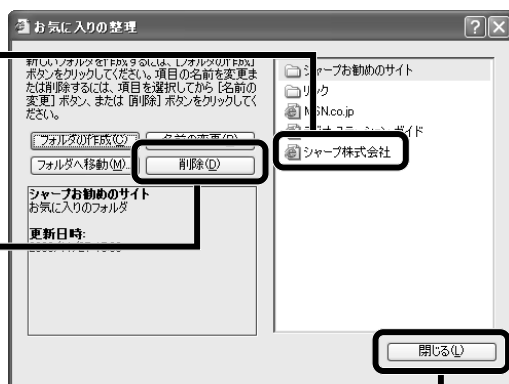 お気に入りの整理
新しいフォルダを作成するには、[フォルダの作成]
ボタンをクリックしてください。項目の名前を変更ま
たは削除するには、項目を選択してから [名前の
変更] ボタン、または [削除] ボタンをクリックしてく
ださい。
フォルダの作成(C)
名前の変更(R)
フォルダへ移動(M)...
削除(D)
シャープお勧めのサイト
お気に入りのフォルダ
更新日時:
シャープお勧めのサイト
リンク
MSN.co.jp
ガイド
シャープ株式会社
閉じる(L)